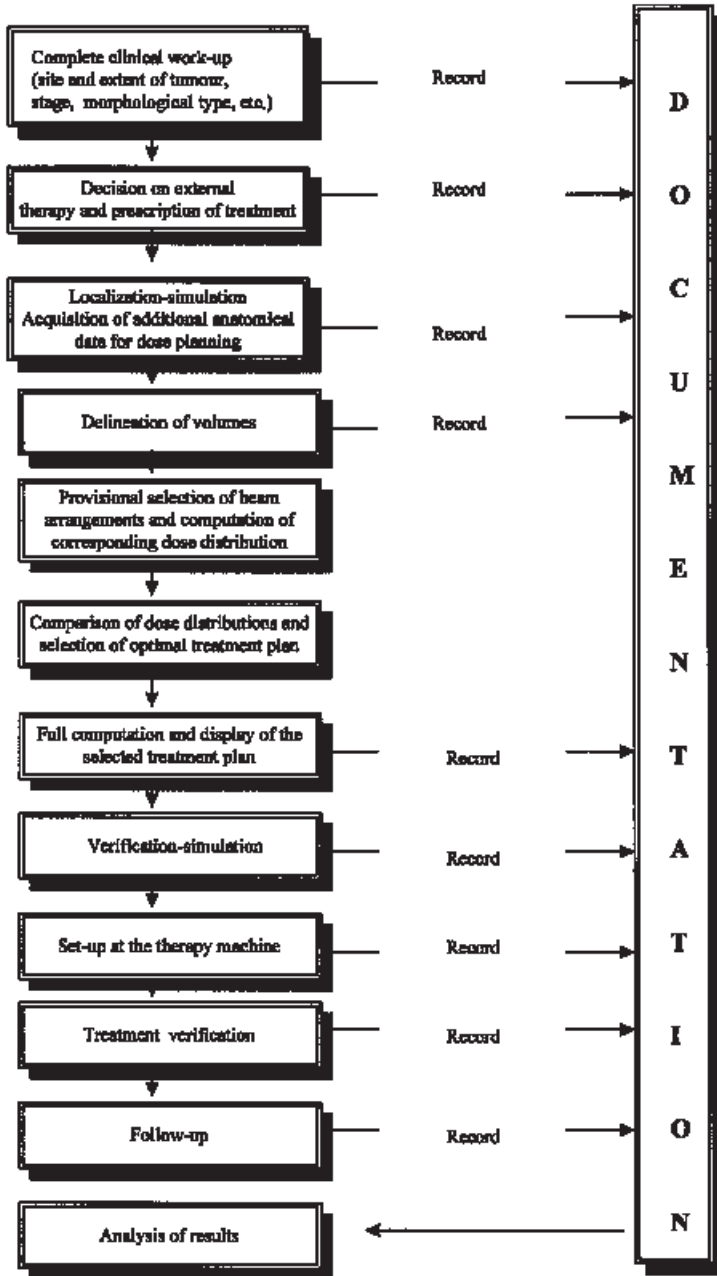 Complete clinical work-up
(site and extent of tumour,
stage, morphological type, etc.)
Record
Decision on external
therapy and prescription of treatment
Record
Localization-simulation
Acquisition of additional anatomical
data for dose planning
Record
Delineation of volumes
Record
Provisional selection of beam
arrangements and computation of
corresponding dose distribution
Comparison of dose distributions and
selection of optimal treatment plan
Full computation and display of the
selected treatment plan
Record
Verification-simulation
Record
Set-up at the therapy machine
Record
Treatment verification
Record
Follow-up
Record
Analysis of results
D
O
C
U
M
E
N
T
A
T
I
O
N